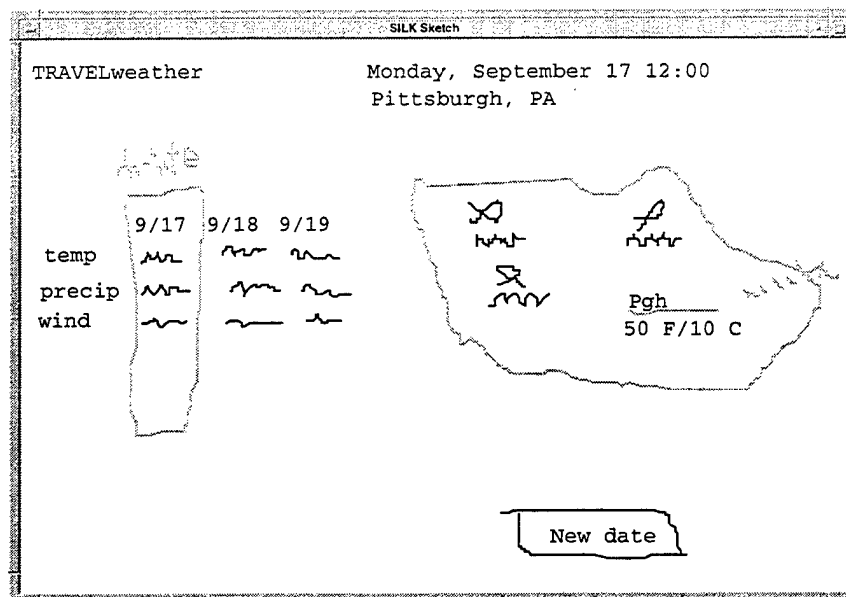 SILK Sketch
TRAVELweather
Monday, September 17 12:00
Pittsburgh, PA
9/17 9/18 9/19
temp
precip
wind
Pgh
50 F/10 C
New date